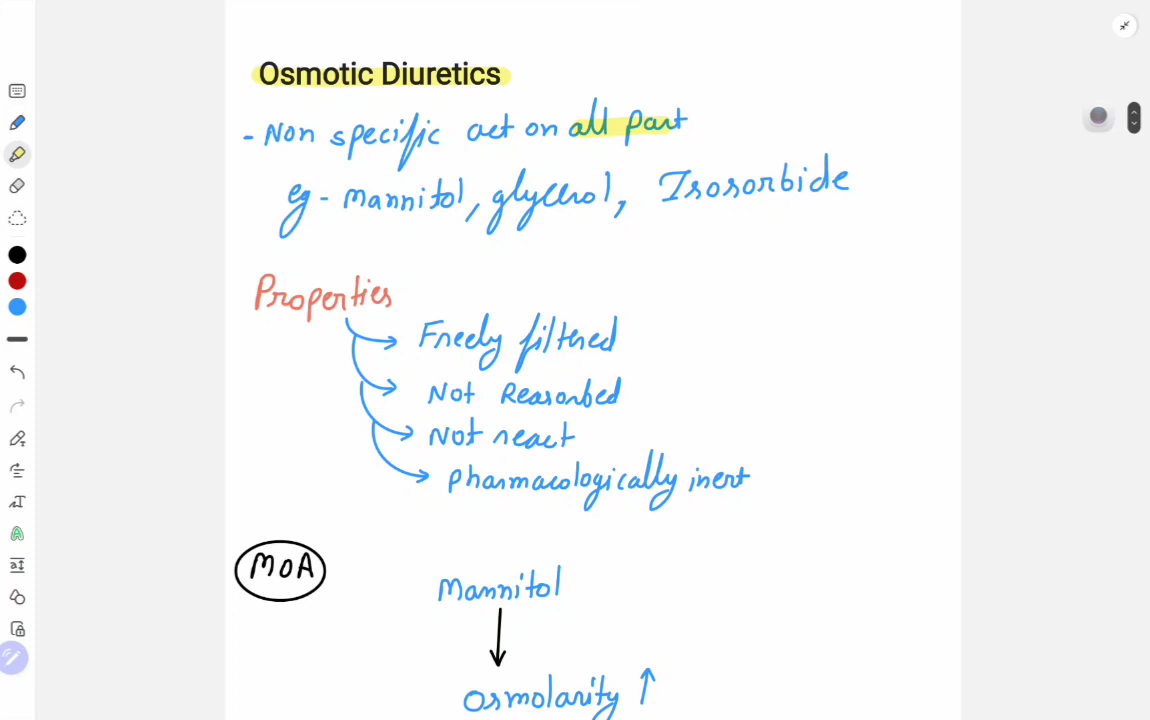 Osmotic Diuretics
- Non specific act on all part
eg - mannitol, glycerol, Isosorbide
Properties
Freely filtered
Not Reasorbed
Not react
pharmacologically inert
MOA
Mannitol
osmolarity ↑